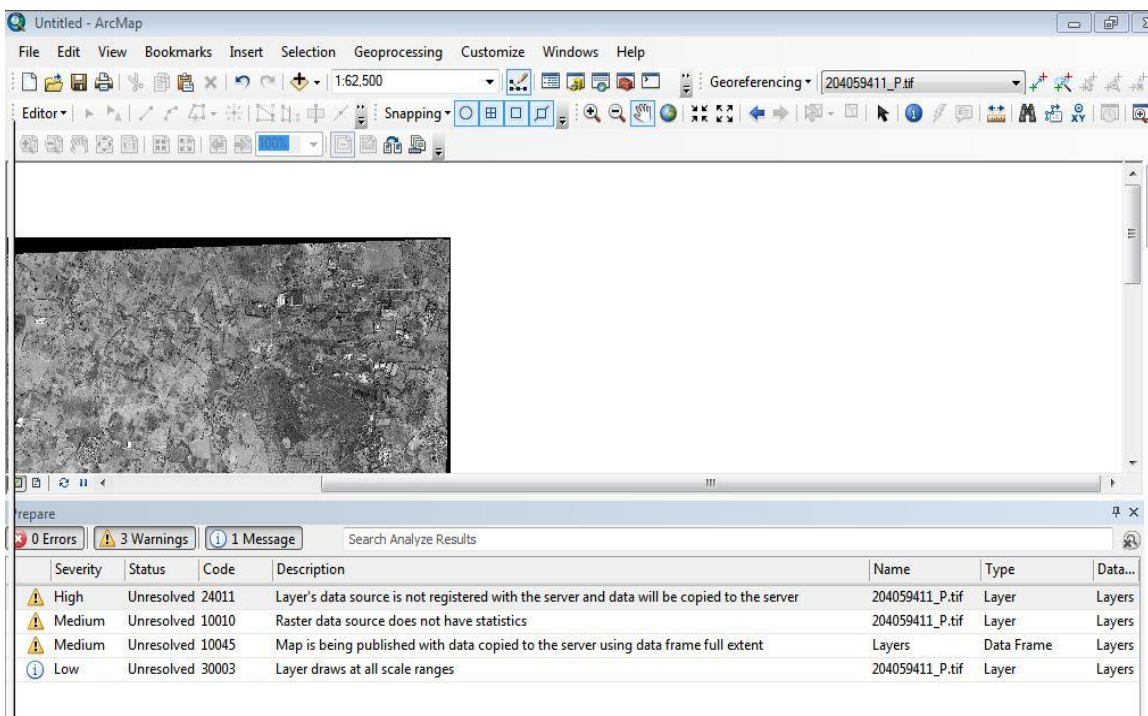 Untitled - ArcMap
File Edit View Bookmarks Insert Selection Geoprocessing Customize Windows Help
1:62,500 Georeferencing 204059411_P.tif
Editor Snapping
100%
0 Errors 3 Warnings 1 Message Search Analyze Results
Severity Status Code Description Name Type Data...
High Unresolved 24011 Layer's data source is not registered with the server and data will be copied to the server 204059411_P.tif Layer Layers
Medium Unresolved 10010 Raster data source does not have statistics 204059411_P.tif Layer Layers
Medium Unresolved 10045 Map is being published with data copied to the server using data frame full extent Layers Data Frame Layers
Low Unresolved 30003 Layer draws at all scale ranges 204059411_P.tif Layer Layers